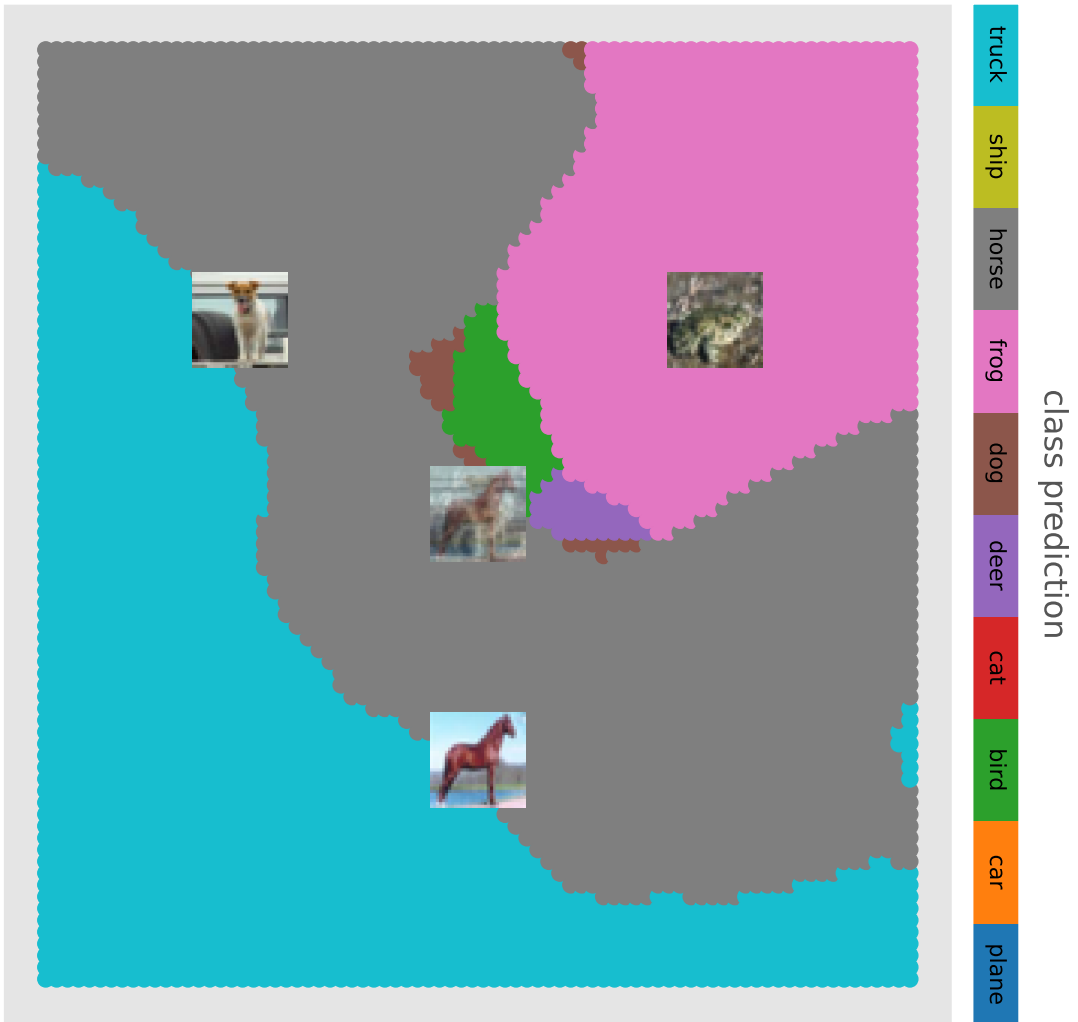 truck
ship
horse
frog
dog
deer
cat
bird
car
plane
class prediction